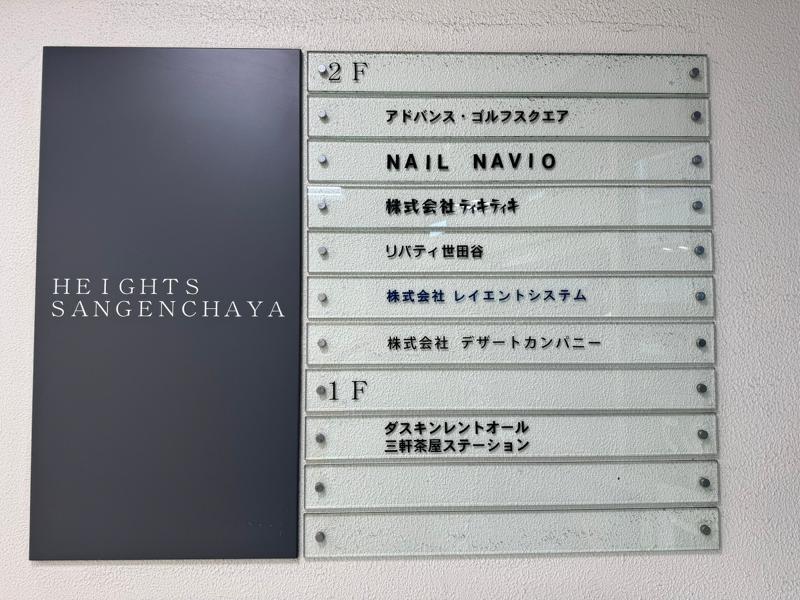 HEIGHTS
SANGENCHAYA
2F
アドバンス・ゴルフスクエア
NAIL NAVIO
株式会社ティキティキ
リバティ世田谷
株式会社 レイエントシステム
株式会社 デザートカンパニー
1F
ダスキンレントオール
三軒茶屋ステーション